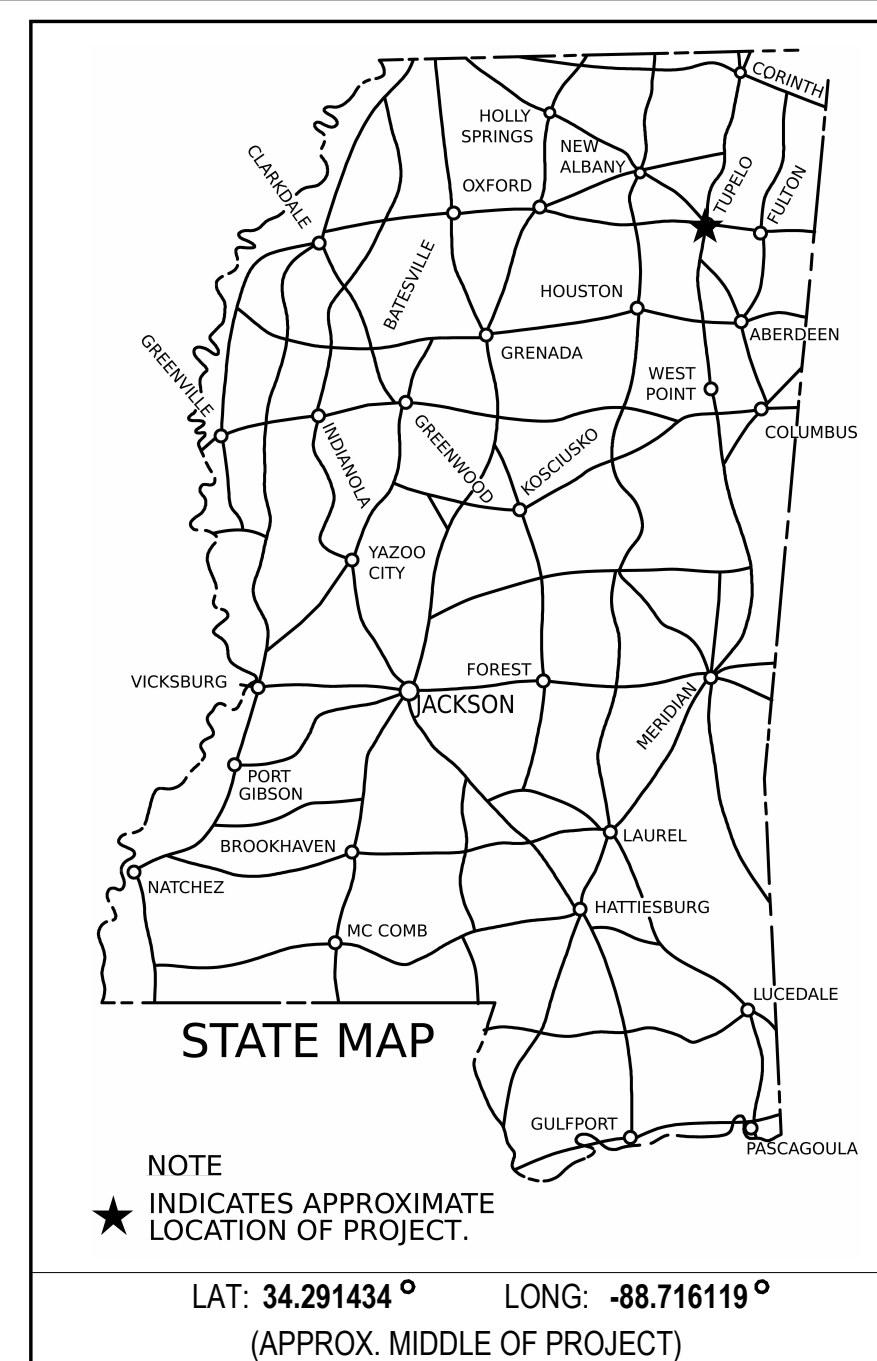 CORINTH
HOLLY
SPRINGS
NEW
ALBANY
CLARKDALE
OXFORD
TUPELO
FULTON
BATESVILLE
HOUSTON
ABERDEEN
GREENVILLE
GRENADA
WEST
POINT
COLUMBUS
INDIANOLA
GREENWOOD
KOSCIUSKO
YAZOO
CITY
VICKSBURG
FOREST
JACKSON
MERIDIAN
PORT
GIBSON
BROOKHAVEN
LAUREL
NATCHEZ
HATTIESBURG
MC COMB
LUCEDALE
STATE MAP
GULFPORT
PASCAGOULA
NOTE
INDICATES APPROXIMATE
LOCATION OF PROJECT.
LAT: 34.291434° LONG: -88.716119°
(APPROX. MIDDLE OF PROJECT)